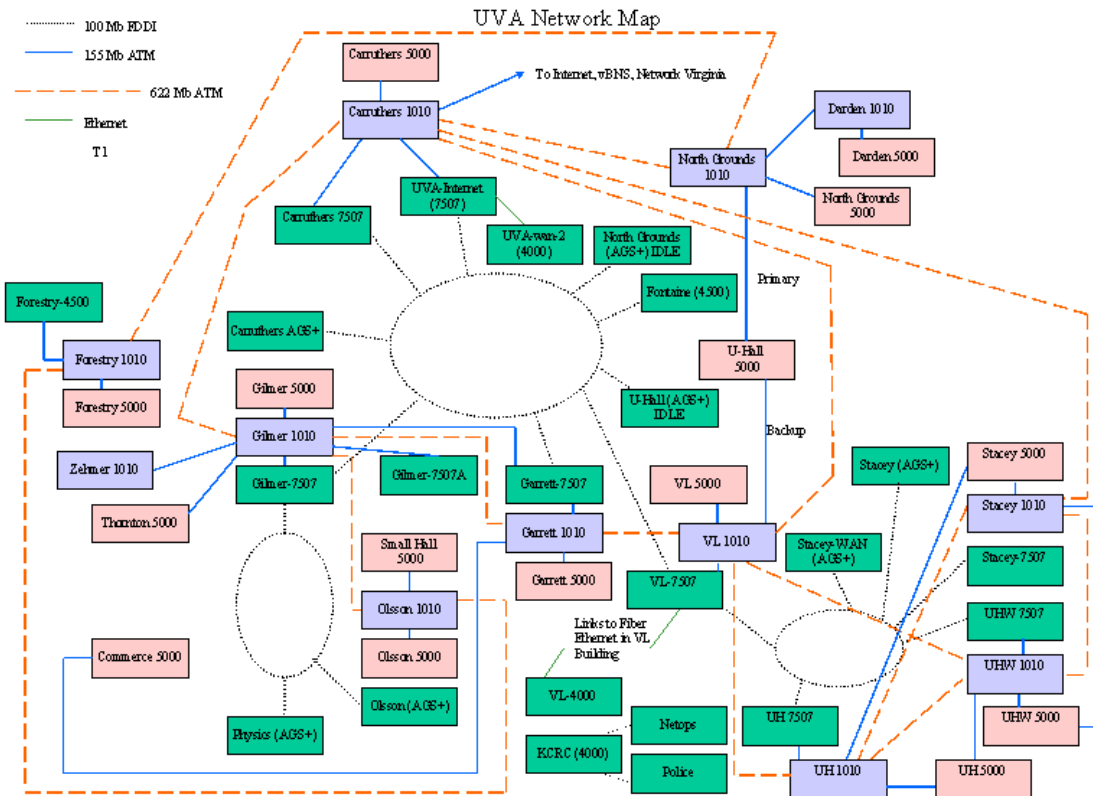 UVA Network Map
100 Mb FDDI
155 Mb ATM
622 Mb ATM
Ethernet
T1
Carruthers 5000
To Internet, vBNS, Network Virginia
Carruthers 1010
Darden 1010
Darden 5000
North Grounds
1010
North Grounds
5000
UVA-Internet
(7507)
Carruthers 7507
UVA-wan-2
(4000)
North Grounds
(AGS+) IDLE
Primary
Fontaine (4500)
Forestry-4500
Carruthers AGS+
Forestry 1010
U-Hall
5000
Forestry 5000
Gilmer 5000
U-Hall (AGS+)
IDLE
Backup
Gilmer 1010
Zehmer 1010
Gilmer-7507
Gilmer-7507A
Garrett-7507
VL 5000
Stacey (AGS+)
Stacey 5000
Stacey 1010
Thornton 5000
Garrett 1010
VL 1010
Small Hall
5000
Stacey-WAN
(AGS+)
Stacey-7507
Garrett 5000
VL-7507
Olsson 1010
UHW 7507
Links to Fiber
Ethernet in VL
Building
Commerce 5000
Olsson 5000
UHW 1010
VL-4000
Olsson (AGS+)
Netops
UH 7507
UHW 5000
Physics (AGS+)
KCRC (4000)
Police
UH 1010
UH 5000